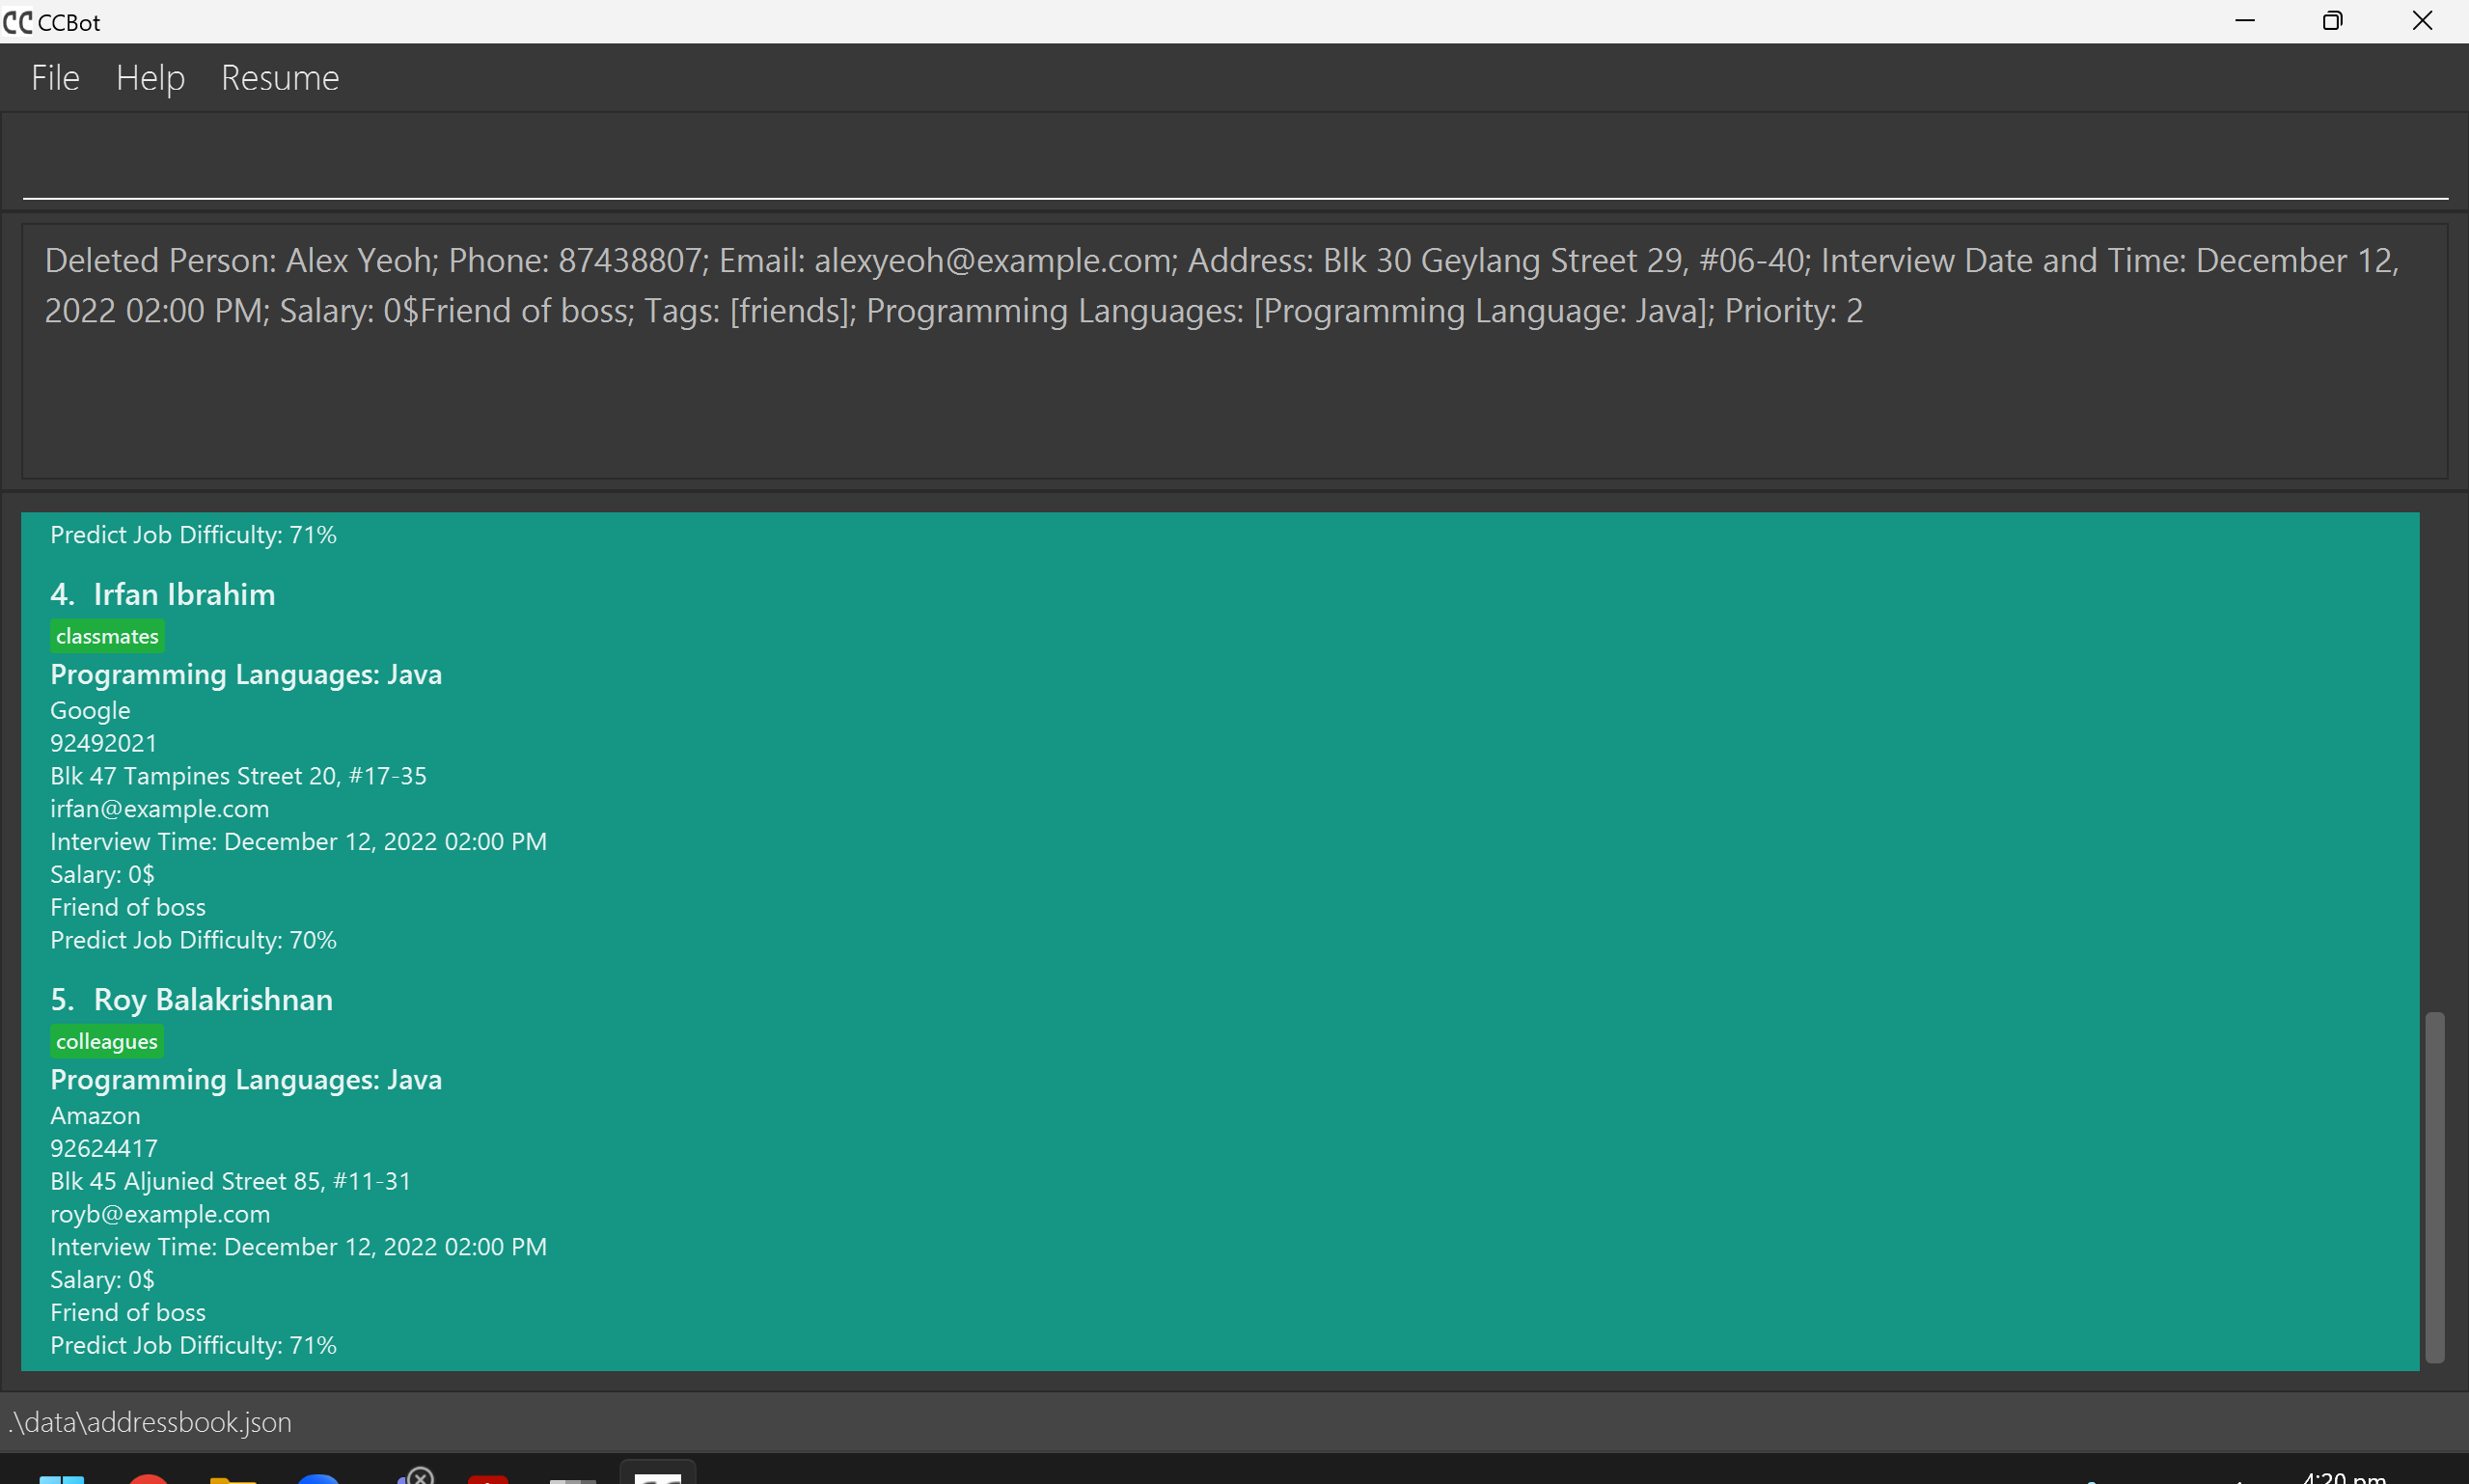 CC CCBot
File Help Resume
Deleted Person: Alex Yeoh; Phone: 87438807; Email: alexyeoh@example.com; Address: Blk 30 Geylang Street 29, #06-40; Interview Date and Time: December 12,
2022 02:00 PM; Salary: 0$Friend of boss; Tags: [friends]; Programming Languages: [Programming Language: Java]; Priority: 2
Predict Job Difficulty: 71%
4. Irfan Ibrahim
classmates
Programming Languages: Java
Google
92492021
Blk 47 Tampines Street 20, #17-35
irfan@example.com
Interview Time: December 12, 2022 02:00 PM
Salary: 0$
Friend of boss
Predict Job Difficulty: 70%
5. Roy Balakrishnan
colleagues
Programming Languages: Java
Amazon
92624417
Blk 45 Aljunied Street 85, #11-31
royb@example.com
Interview Time: December 12, 2022 02:00 PM
Salary: 0$
Friend of boss
Predict Job Difficulty: 71%
.\data\addressbook.json
4:20 pm